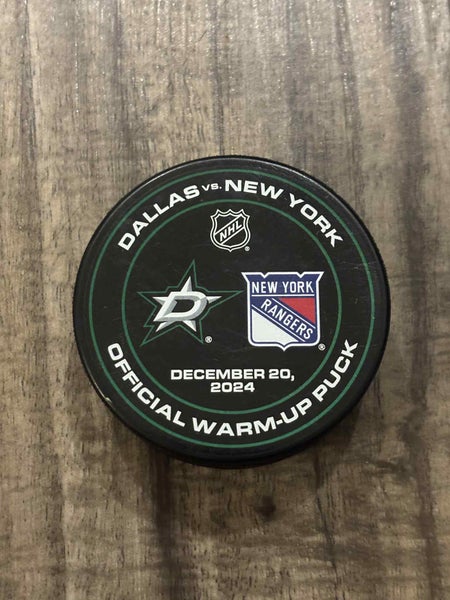 DALLAS VS. NEW YORK
NHL
D
NEW YORK
RANGERS
DECEMBER 20,
2024
OFFICIAL WARM-UP PUCK